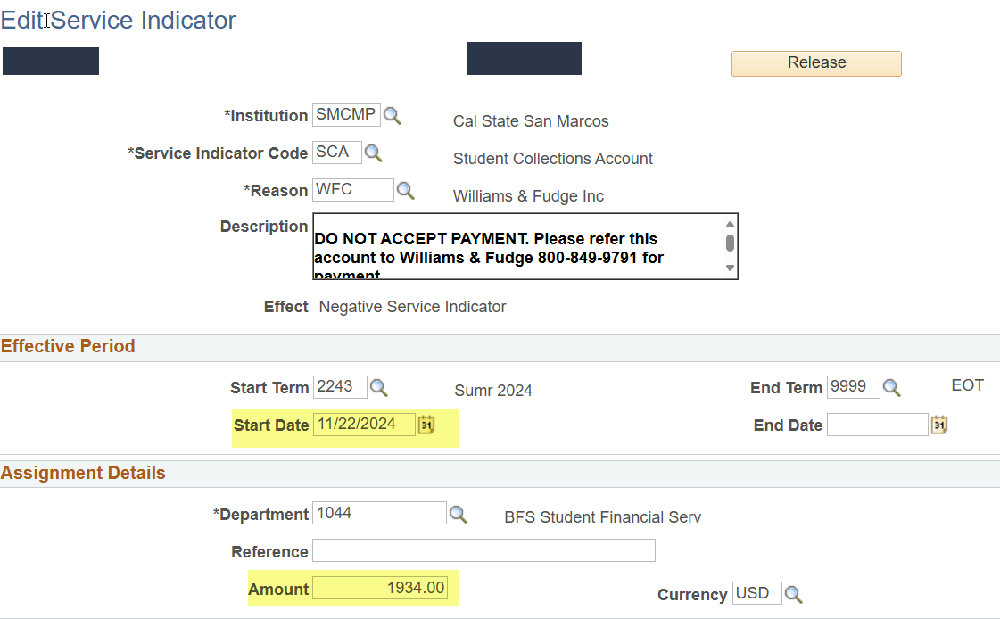 Edit Service Indicator
Release
*Institution SMCMP Cal State San Marcos
*Service Indicator Code SCA Student Collections Account
*Reason WFC Williams & Fudge Inc
Description DO NOT ACCEPT PAYMENT. Please refer this
account to Williams & Fudge 800-849-9791 for
payment
Effect Negative Service Indicator
Effective Period
Start Term 2243 Sumr 2024 End Term 9999 EOT
Start Date 11/22/2024 31 End Date 31
Assignment Details
*Department 1044 BFS Student Financial Serv
Reference
Amount 1934.00 Currency USD